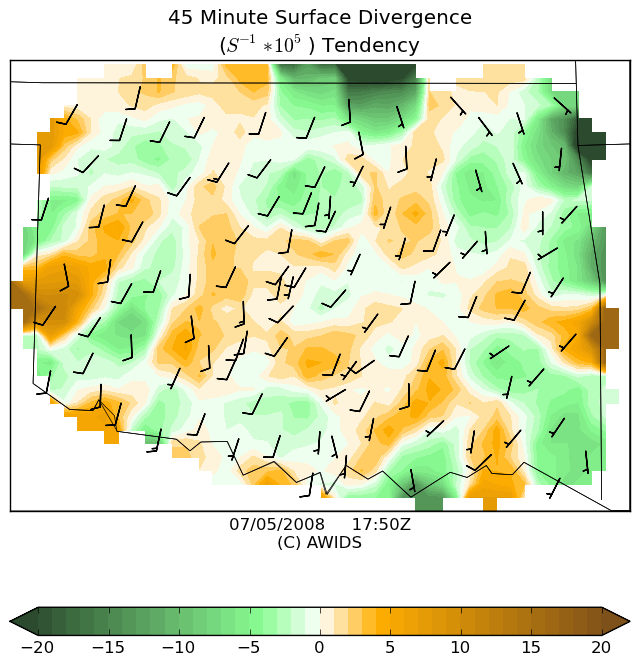 45 Minute Surface Divergence
(S⁻¹ * 10⁵ ) Tendency
07/05/2008 17:50Z
(C) AWIDS
−20 −15 −10 −5 0 5 10 15 20